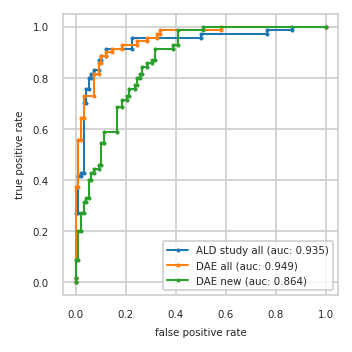 1.0
0.8
0.6
0.4
0.2
0.0
true positive rate
ALD study all (auc: 0.935)
DAE all (auc: 0.949)
DAE new (auc: 0.864)
0.0 0.2 0.4 0.6 0.8 1.0
false positive rate